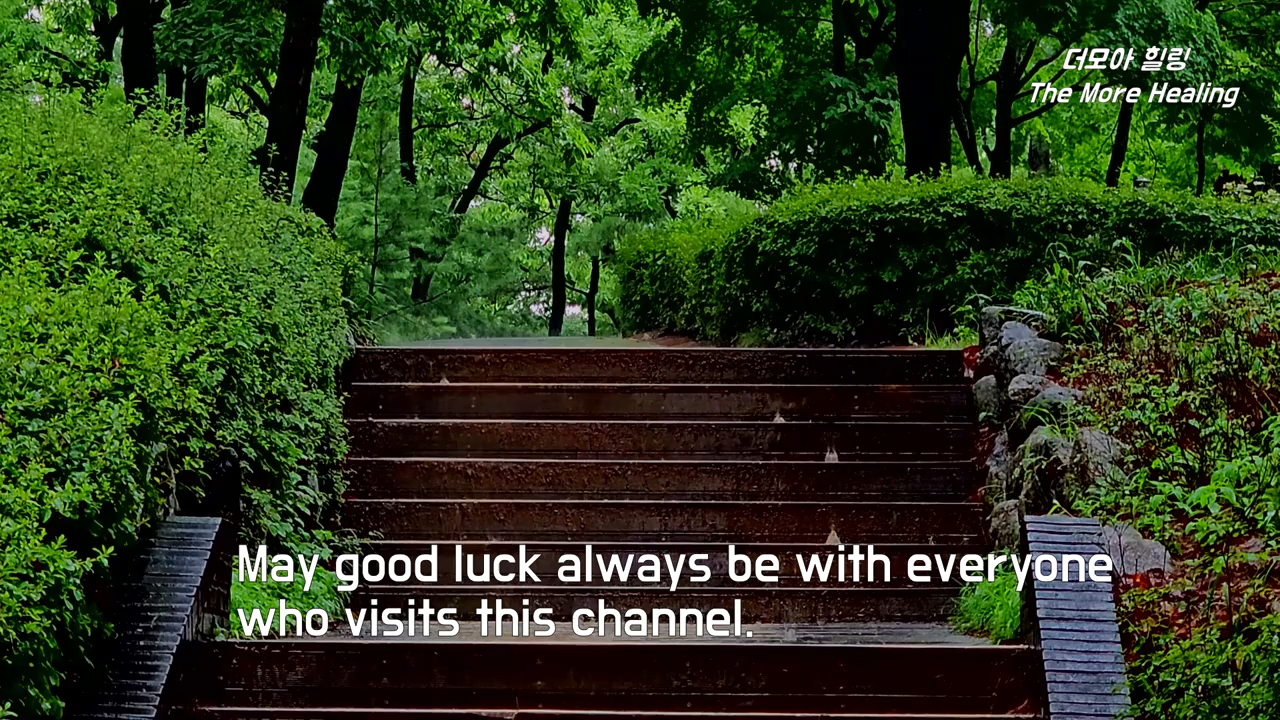 더모아 힐링
The More Healing
May good luck always be with everyone
who visits this channel.